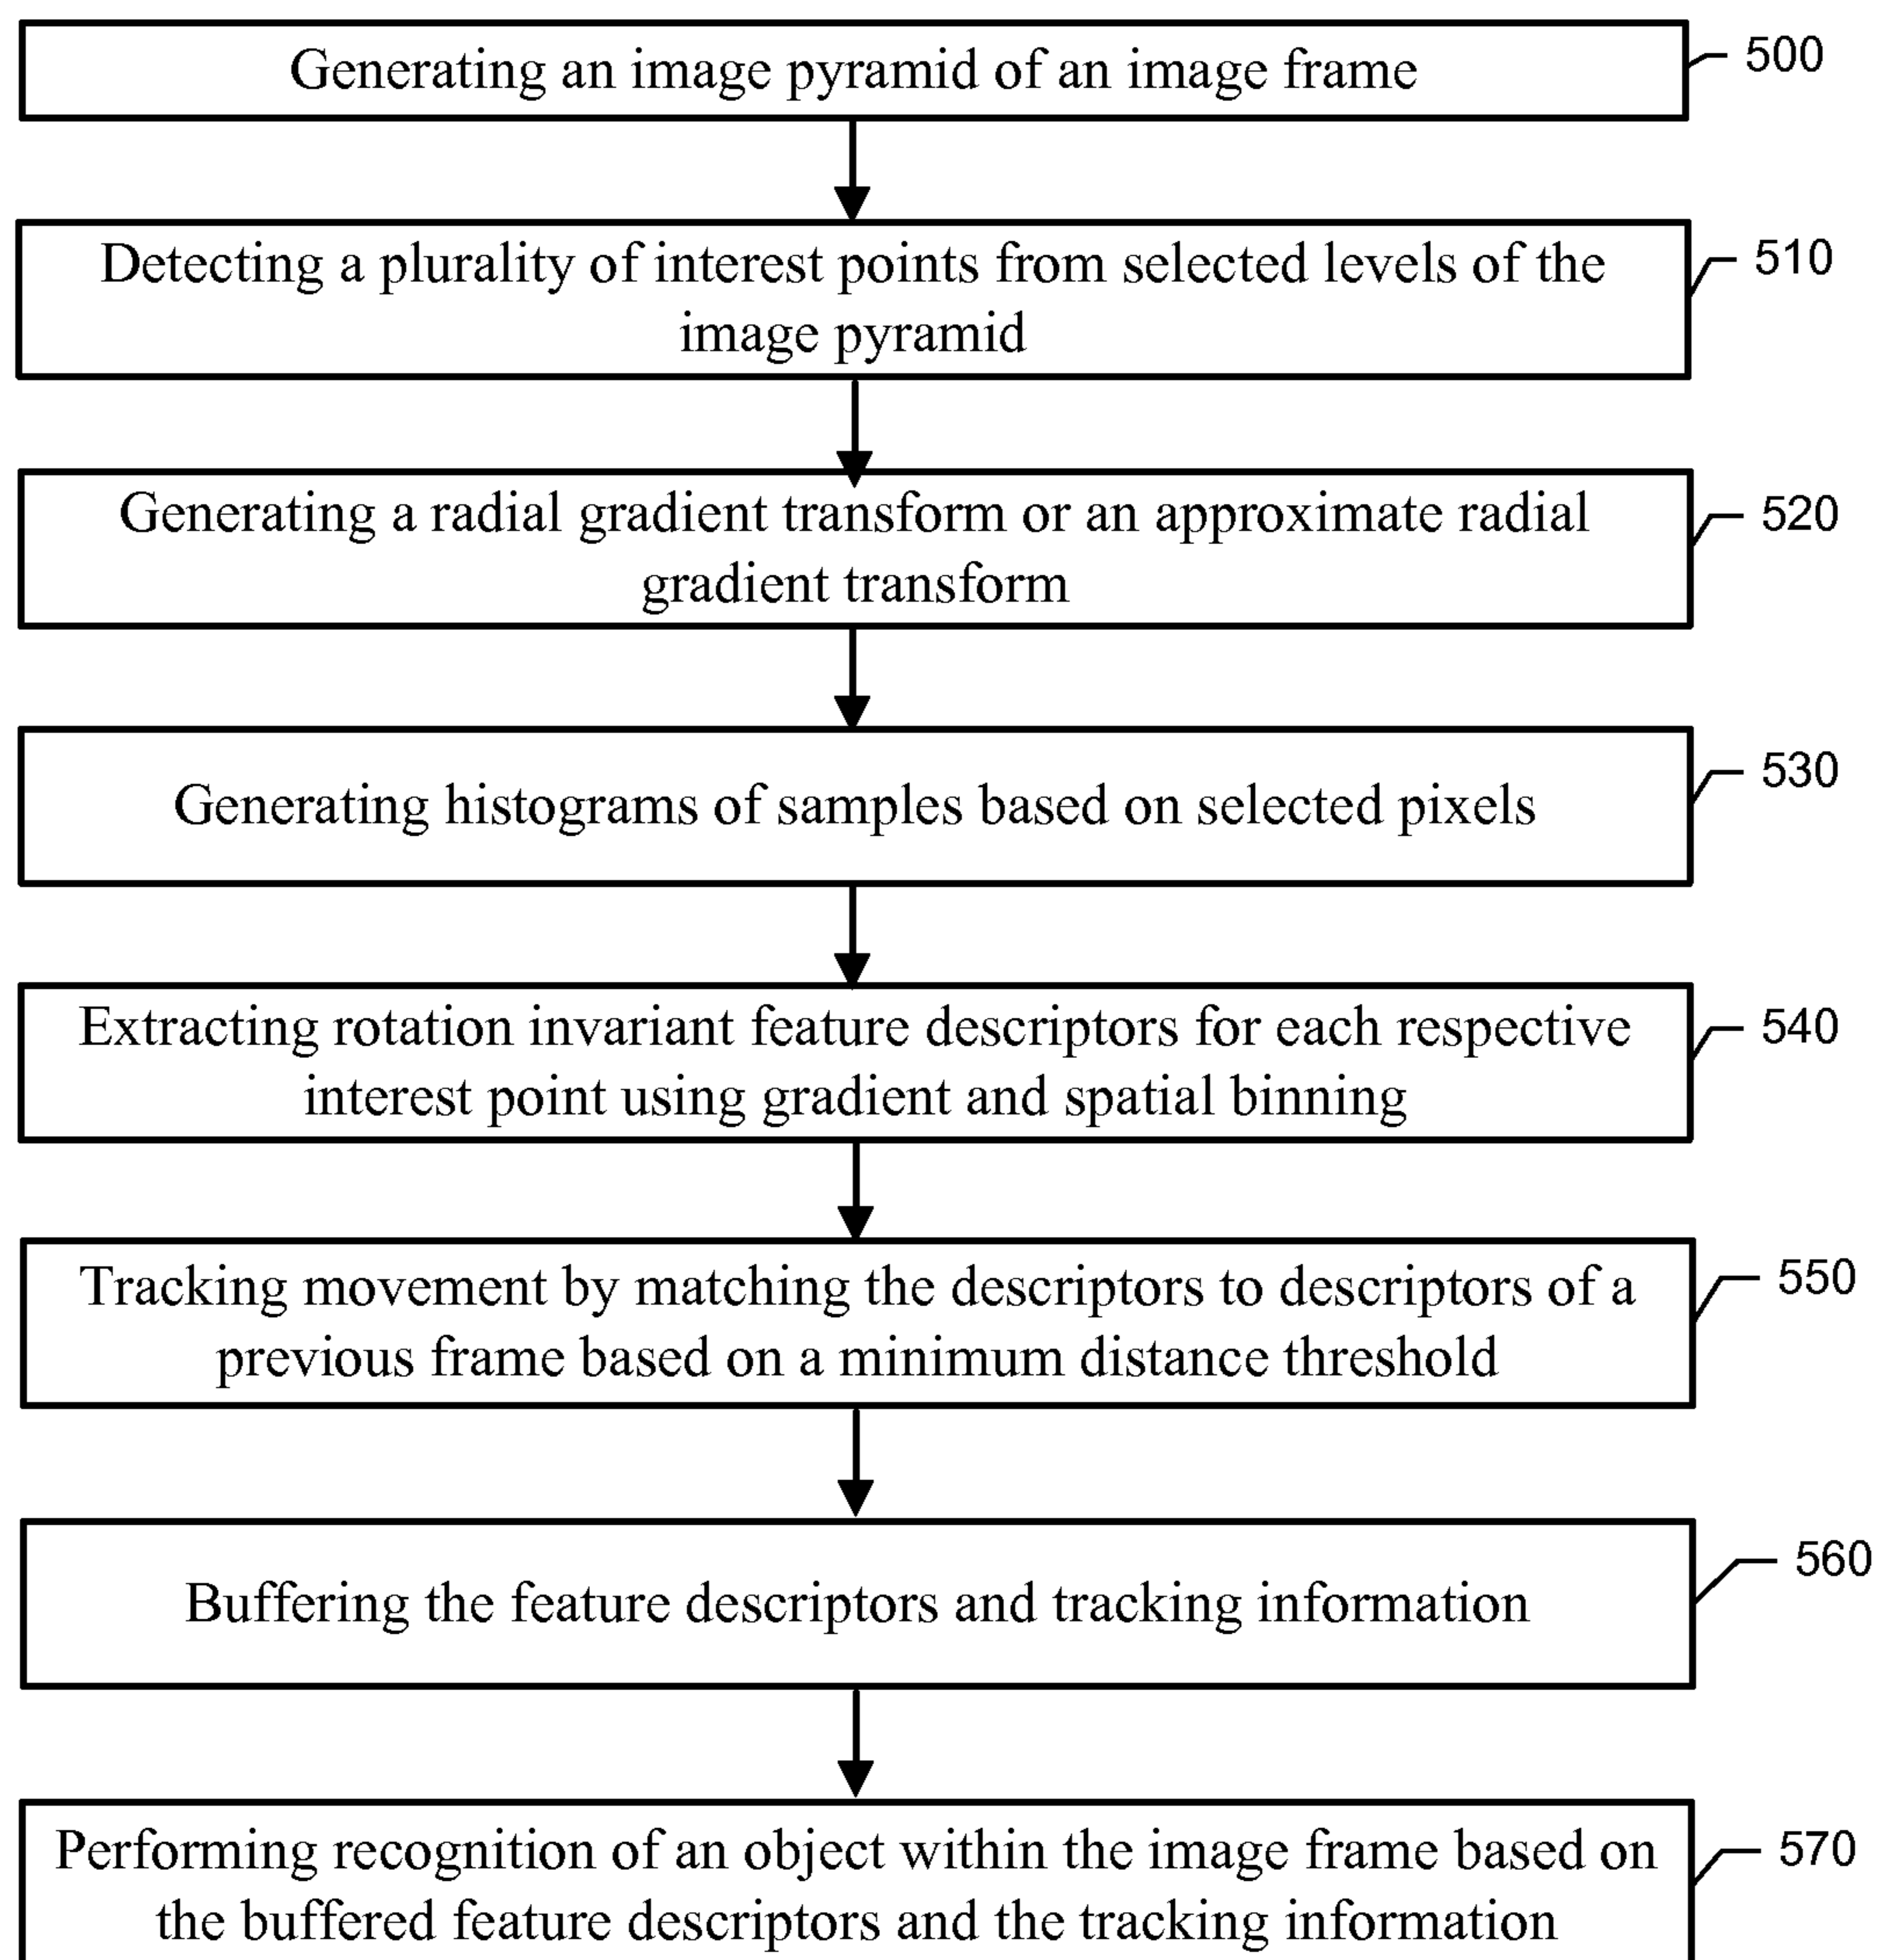 Generating an image pyramid of an image frame
500
Detecting a plurality of interest points from selected levels of the
image pyramid
510
Generating a radial gradient transform or an approximate radial
gradient transform
520
Generating histograms of samples based on selected pixels
530
Extracting rotation invariant feature descriptors for each respective
interest point using gradient and spatial binning
540
Tracking movement by matching the descriptors to descriptors of a
previous frame based on a minimum distance threshold
550
Buffering the feature descriptors and tracking information
560
Performing recognition of an object within the image frame based on
the buffered feature descriptors and the tracking information
570